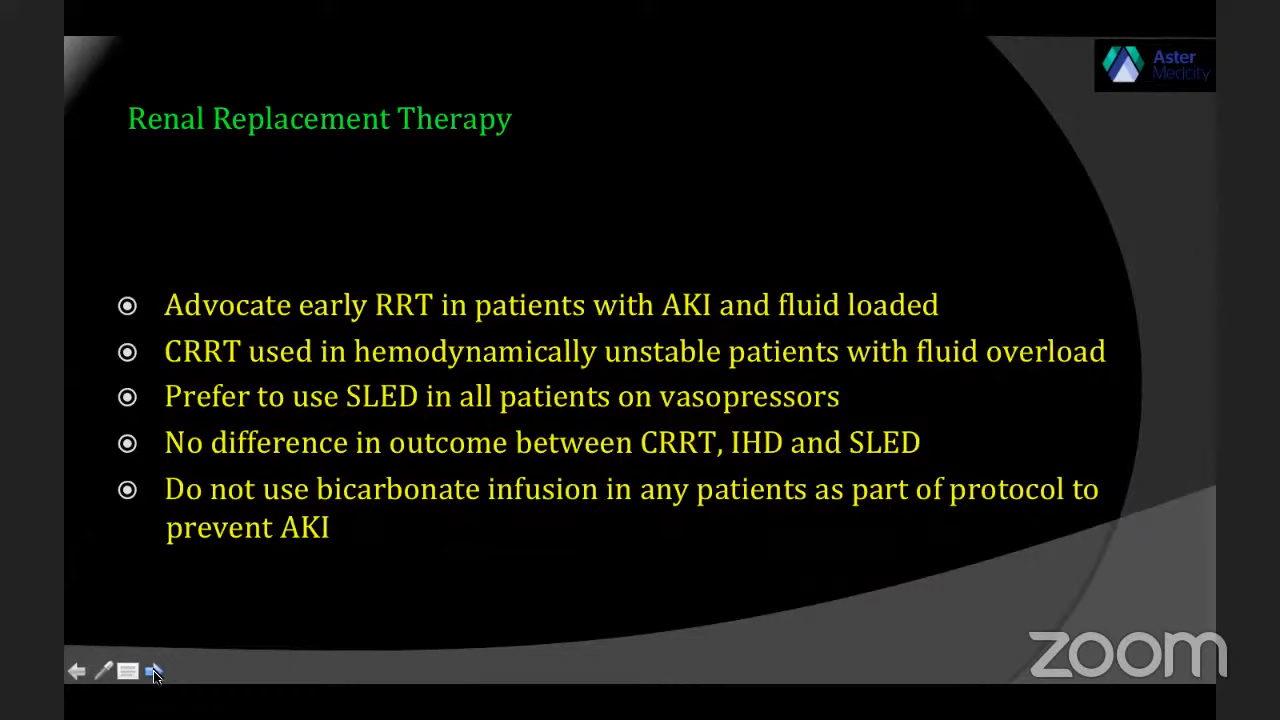 Aster
Medcity
Renal Replacement Therapy
Advocate early RRT in patients with AKI and fluid loaded
CRRT used in hemodynamically unstable patients with fluid overload
Prefer to use SLED in all patients on vasopressors
No difference in outcome between CRRT, IHD and SLED
Do not use bicarbonate infusion in any patients as part of protocol to
prevent AKI
zoom